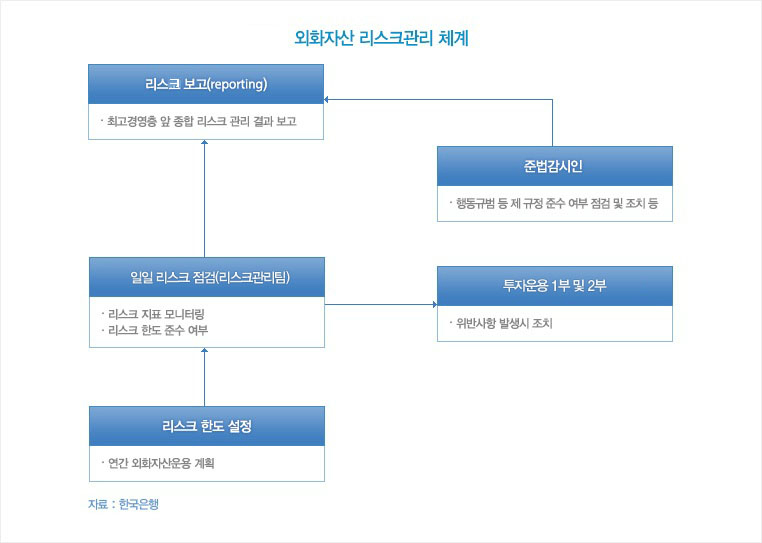 외화자산 리스크관리 체계
리스크 보고(reporting)
· 최고경영층 앞 종합 리스크 관리 결과 보고
준법감시인
· 행동규범 등 제 규정 준수 여부 점검 및 조치 등
일일 리스크 점검(리스크관리팀)
· 리스크 지표 모니터링
· 리스크 한도 준수 여부
투자운용 1부 및 2부
· 위반사항 발생시 조치
리스크 한도 설정
· 연간 외화자산운용 계획
자료 : 한국은행